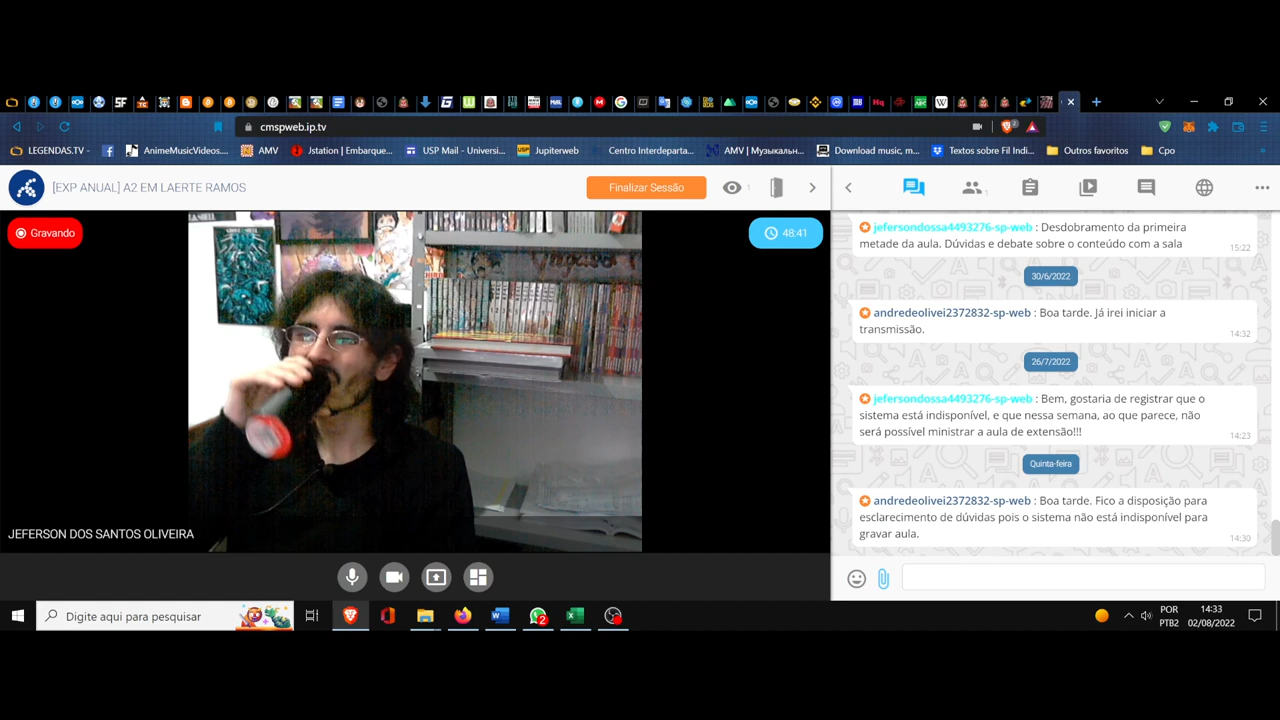 cmspweb.ip.tv
2
LEGENDAS.TV -
AnimeMusicVideos...
AMV
Jstation | Embarque...
USP Mail - Universi...
Jupiterweb
Centro Interdeparta...
AMV | Музыкальн...
Download music, m...
Textos sobre Fil Indi...
Outros favoritos
Cpo
[EXP ANUAL] A2 EM LAERTE RAMOS
Finalizar Sessão
1
1
Gravando
48:41
JEFERSON DOS SANTOS OLIVEIRA
jefersondossa4493276-sp-web : Desdobramento da primeira
metade da aula. Dúvidas e debate sobre o conteúdo com a sala
15:22
30/6/2022
andredeolivei2372832-sp-web : Boa tarde. Já irei iniciar a
transmissão.
14:32
26/7/2022
jefersondossa4493276-sp-web : Bem, gostaria de registrar que o
sistema está indisponível, e que nessa semana, ao que parece, não
será possível ministrar a aula de extensão!!!
14:23
Quinta-feira
andredeolivei2372832-sp-web : Boa tarde. Fico a disposição para
esclarecimento de dúvidas pois o sistema não está indisponível para
gravar aula.
14:30
Digite aqui para pesquisar
2
POR
PTB2
14:33
02/08/2022